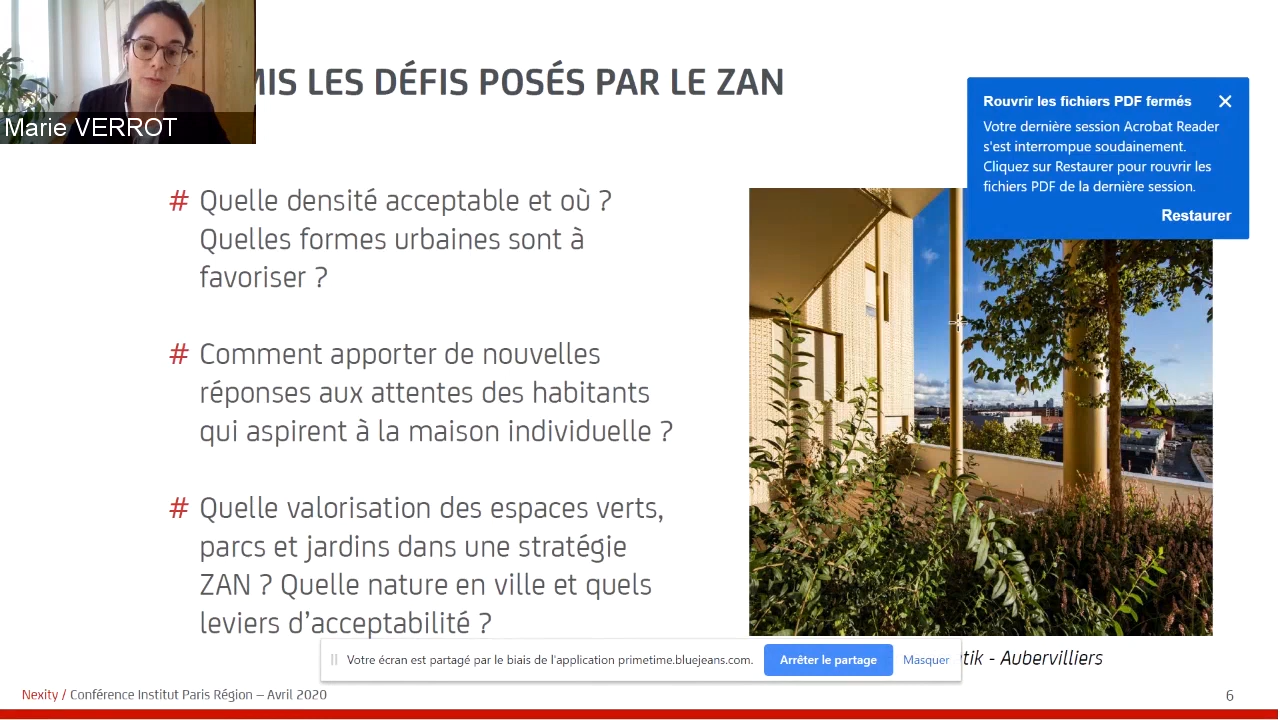 MIS LES DÉFIS POSÉS PAR LE ZAN
Marie VERROT
Rouvrir les fichiers PDF fermés
Votre dernière session Acrobat Reader
s'est interrompue soudainement.
Cliquez sur Restaurer pour rouvrir les
fichiers PDF de la dernière session.
Restaurer
# Quelle densité acceptable et où ?
Quelles formes urbaines sont à
favoriser ?
# Comment apporter de nouvelles
réponses aux attentes des habitants
qui aspirent à la maison individuelle ?
# Quelle valorisation des espaces verts,
parcs et jardins dans une stratégie
ZAN ? Quelle nature en ville et quels
leviers d’acceptabilité ?
Votre écran est partagé par le biais de l'application primetime.bluejeans.com.
Arrêter le partage
Masquer
tik - Aubervilliers
Nexity / Conférence Institut Paris Région – Avril 2020
6